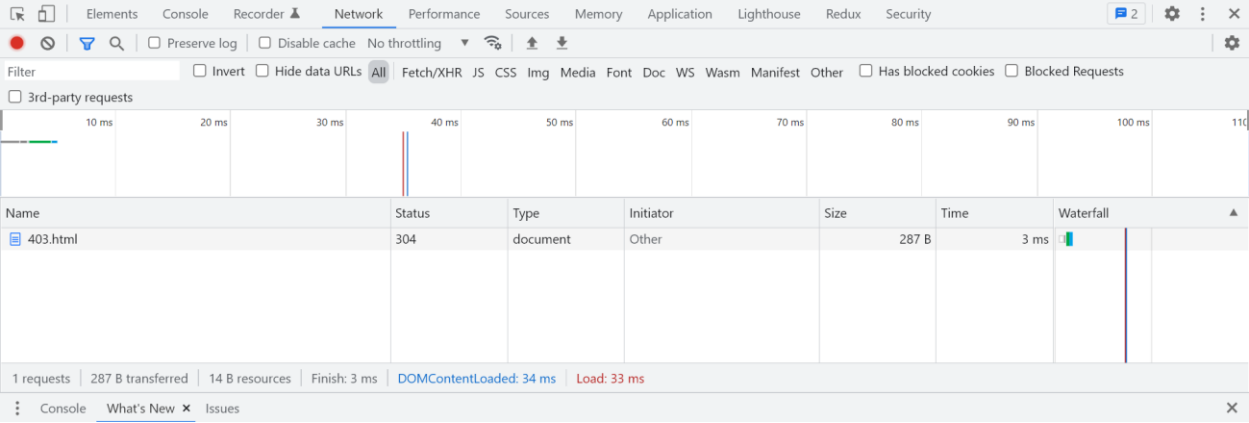 Elements Console Recorder Network Performance Sources Memory Application Lighthouse Redux Security 2
Preserve log Disable cache No throttling
Filter Invert Hide data URLs All Fetch/XHR JS CSS Img Media Font Doc WS Wasm Manifest Other Has blocked cookies Blocked Requests
3rd-party requests
10 ms 20 ms 30 ms 40 ms 50 ms 60 ms 70 ms 80 ms 90 ms 100 ms 110
Name Status Type Initiator Size Time Waterfall
403.html 304 document Other 287 B 3 ms
1 requests 287 B transferred 14 B resources Finish: 3 ms DOMContentLoaded: 34 ms Load: 33 ms
Console What's New Issues